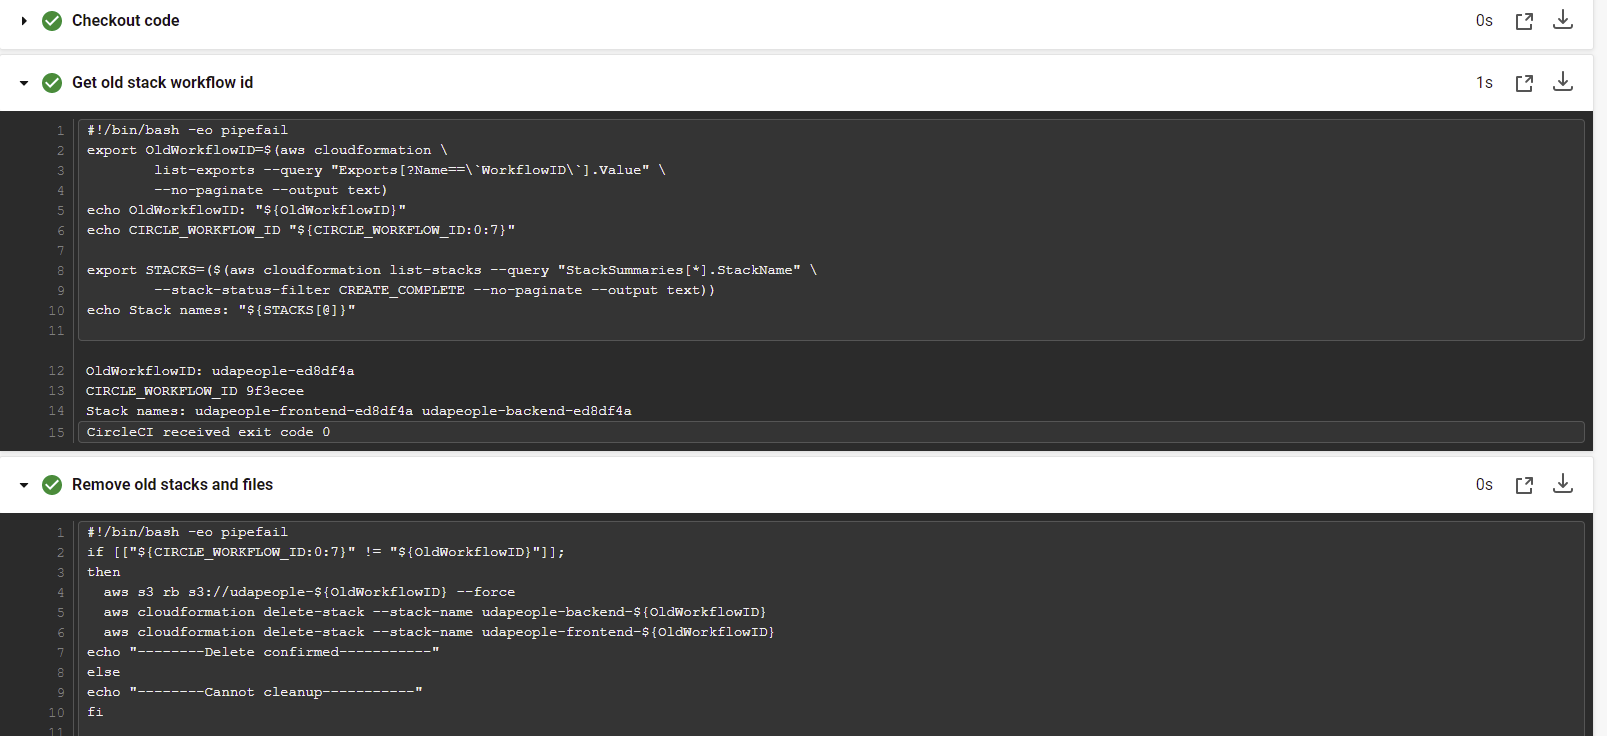 Checkout code 0s
Get old stack workflow id 1s
1 #!/bin/bash -eo pipefail
2 export OldWorkflowID=$(aws cloudformation \
3 list-exports --query "Exports[?Name==\`WorkflowID\`].Value" \
4 --no-paginate --output text)
5 echo OldWorkflowID: "${OldWorkflowID}"
6 echo CIRCLE_WORKFLOW_ID "${CIRCLE_WORKFLOW_ID:0:7}"
7
8 export STACKS=($(aws cloudformation list-stacks --query "StackSummaries[*].StackName" \
9 --stack-status-filter CREATE_COMPLETE --no-paginate --output text))
10 echo Stack names: "${STACKS[@]}"
11
12 OldWorkflowID: udapeople-ed8df4a
13 CIRCLE_WORKFLOW_ID 9f3ecee
14 Stack names: udapeople-frontend-ed8df4a udapeople-backend-ed8df4a
15 CircleCI received exit code 0
Remove old stacks and files 0s
1 #!/bin/bash -eo pipefail
2 if [["${CIRCLE_WORKFLOW_ID:0:7}" != "${OldWorkflowID}"]];
3 then
4 aws s3 rb s3://udapeople-${OldWorkflowID} --force
5 aws cloudformation delete-stack --stack-name udapeople-backend-${OldWorkflowID}
6 aws cloudformation delete-stack --stack-name udapeople-frontend-${OldWorkflowID}
7 echo "--------Delete confirmed-----------"
8 else
9 echo "--------Cannot cleanup-----------"
10 fi
11